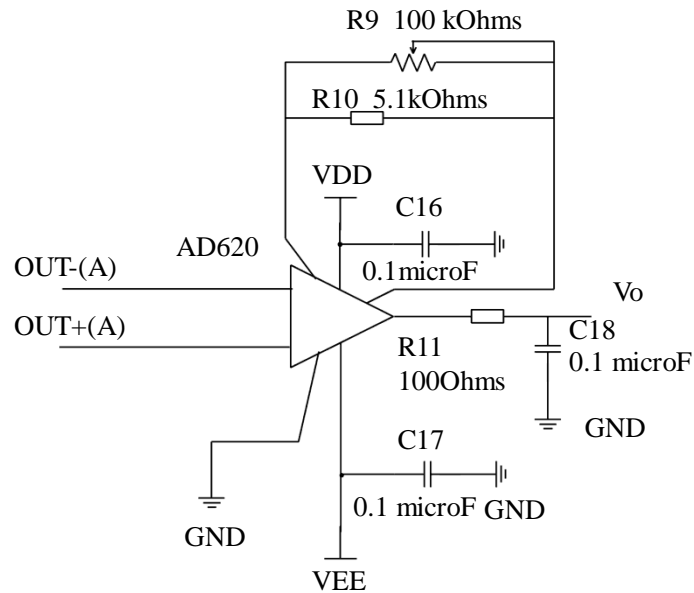 R9 100 kOhms
R10 5.1kOhms
VDD
C16
AD620
0.1microF
OUT-(A)
Vo
OUT+(A)
C18
R11
0.1 microF
100Ohms
C17
GND
0.1 microF
GND
GND
VEE